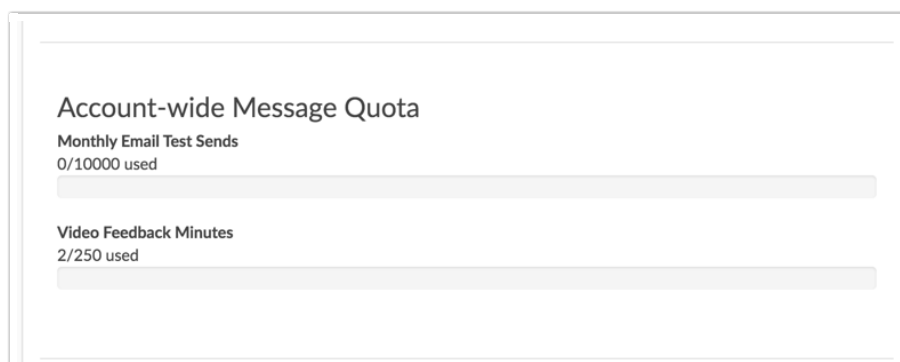 Account-wide Message Quota
Monthly Email Test Sends
0/10000 used
Video Feedback Minutes
2/250 used